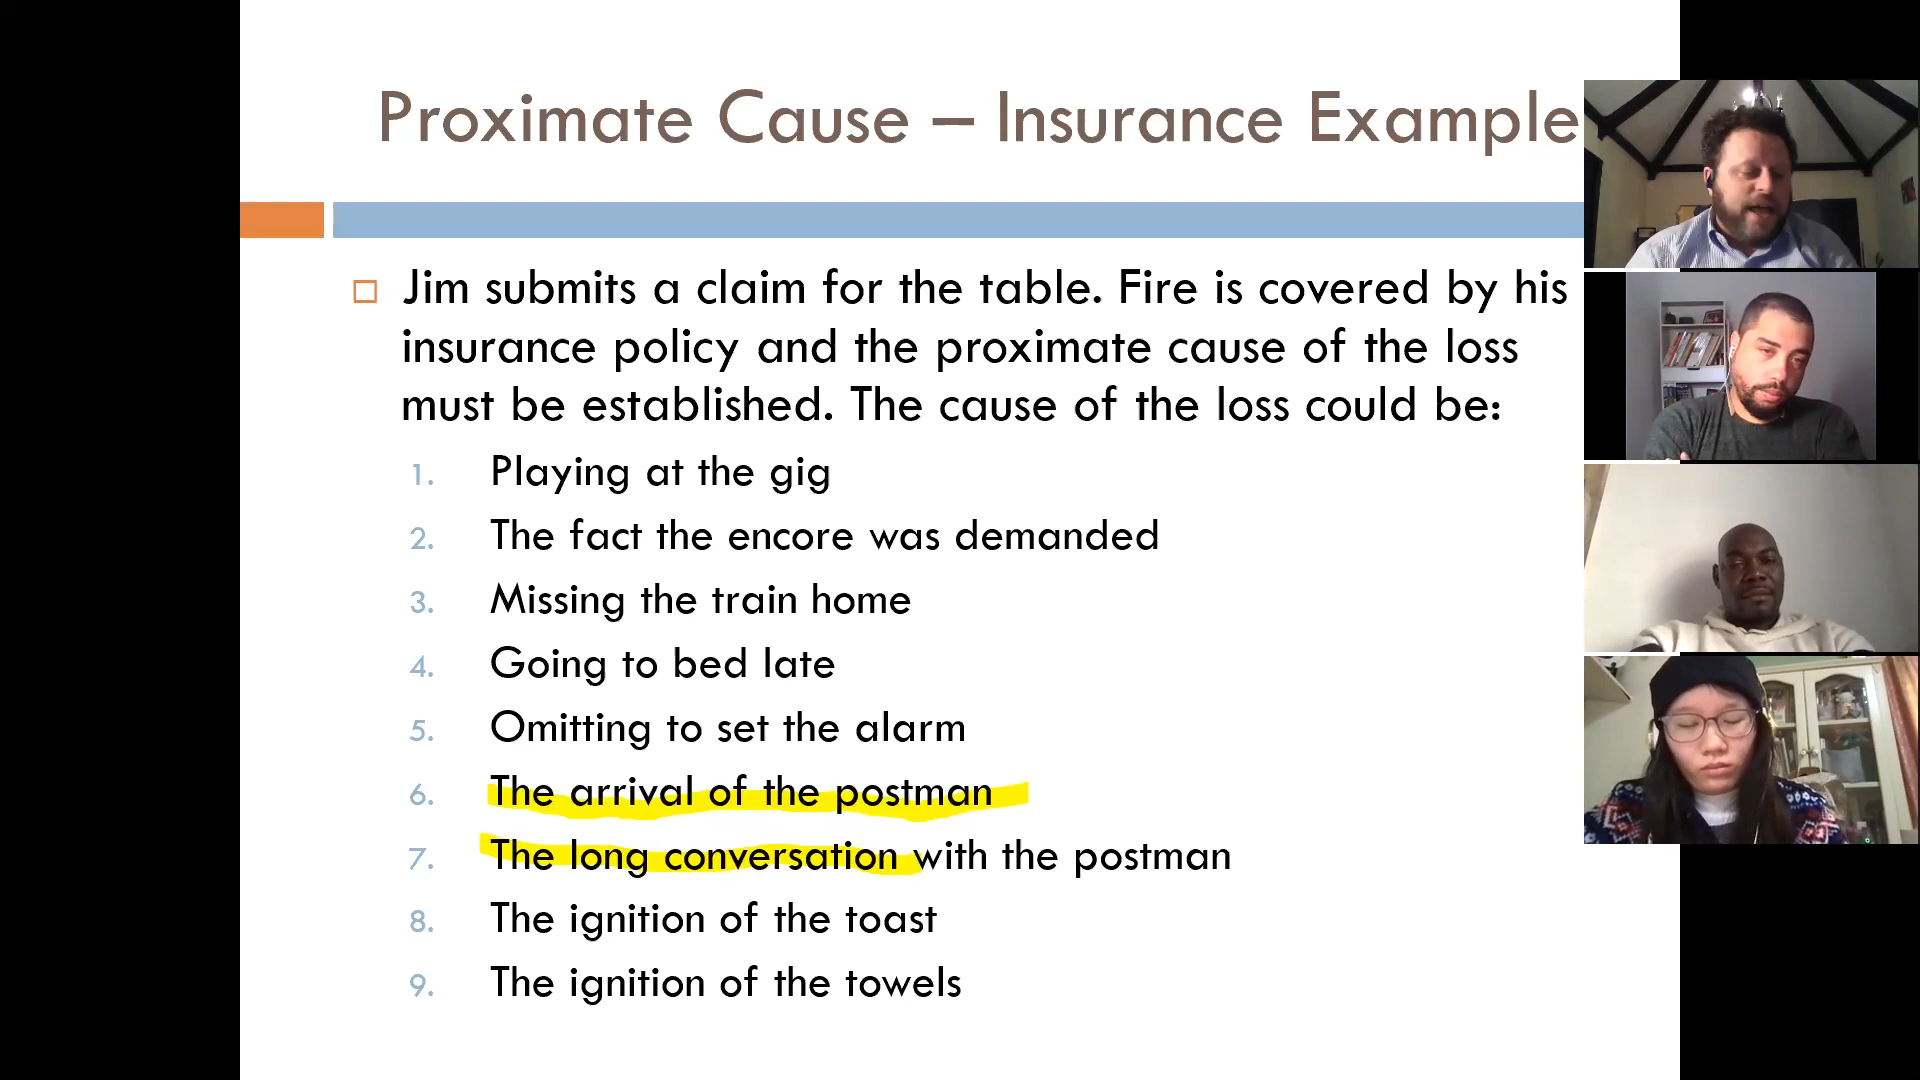 Proximate Cause – Insurance Example
Jim submits a claim for the table. Fire is covered by his
insurance policy and the proximate cause of the loss
must be established. The cause of the loss could be:
1. Playing at the gig
2. The fact the encore was demanded
3. Missing the train home
4. Going to bed late
5. Omitting to set the alarm
6. The arrival of the postman
7. The long conversation with the postman
8. The ignition of the toast
9. The ignition of the towels